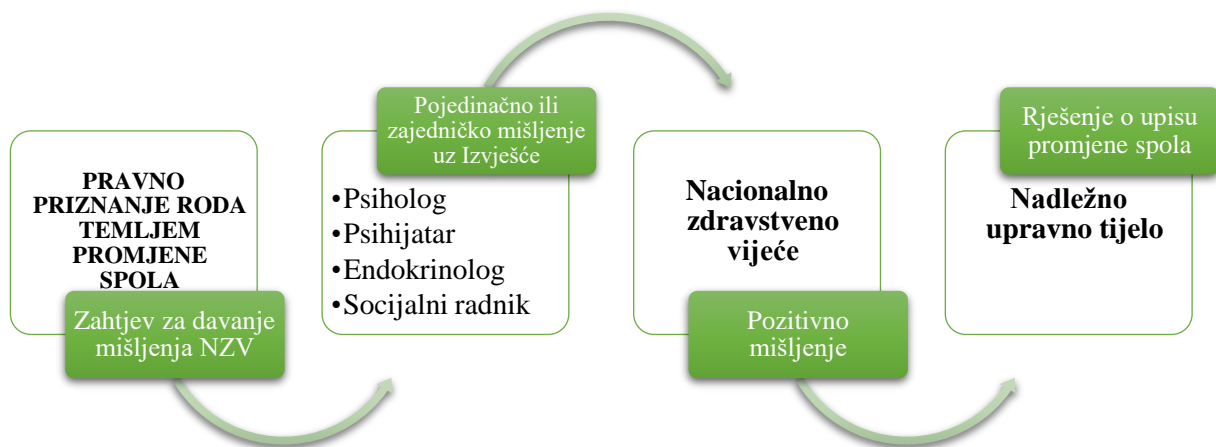 PRAVNO
PRIZNANJE RODA
TEMLJEM
PROMJENE
SPOLA
Zahtjev za davanje
mišljenja NZV
Pojedinačno ili
zajedničko mišljenje
uz Izvješće
•Psiholog
•Psihijatar
•Endokrinolog
•Socijalni radnik
Nacionalno
zdravstveno
vijeće
Pozitivno
mišljenje
Rješenje o upisu
promjene spola
Nadležno
upravno tijelo